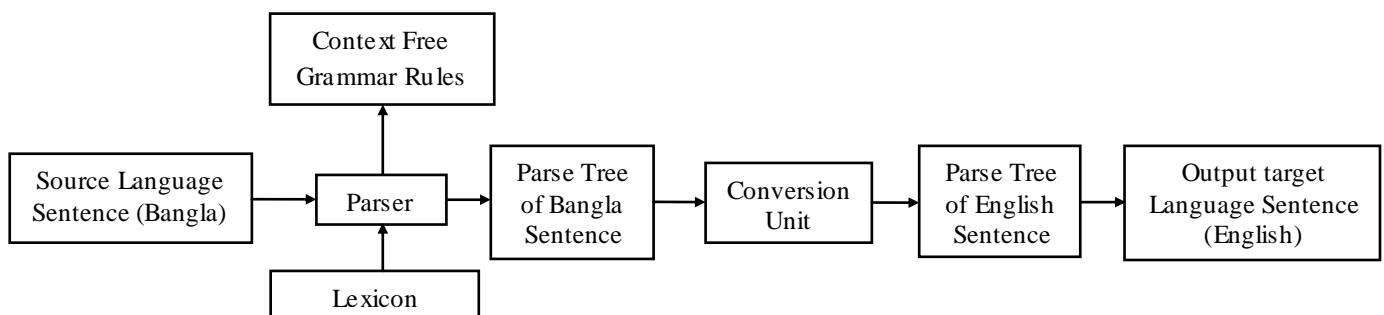 Context Free
Grammar Rules
Source Language
Sentence (Bangla)
Parser
Parse Tree
of Bangla
Sentence
Conversion
Unit
Parse Tree
of English
Sentence
Output target
Language Sentence
(English)
Lexicon